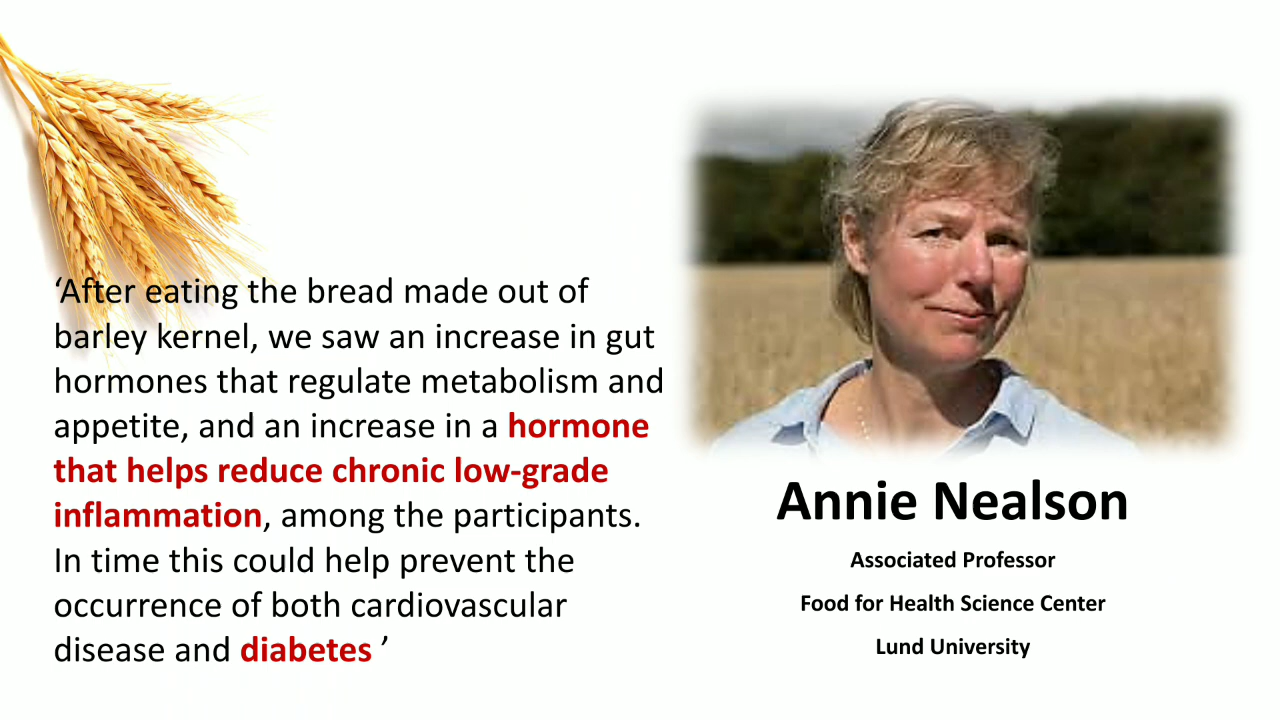 ‘After eating the bread made out of
barley kernel, we saw an increase in gut
hormones that regulate metabolism and
appetite, and an increase in a hormone
that helps reduce chronic low-grade
inflammation, among the participants.
In time this could help prevent the
occurrence of both cardiovascular
disease and diabetes ’
Annie Nealson
Associated Professor
Food for Health Science Center
Lund University